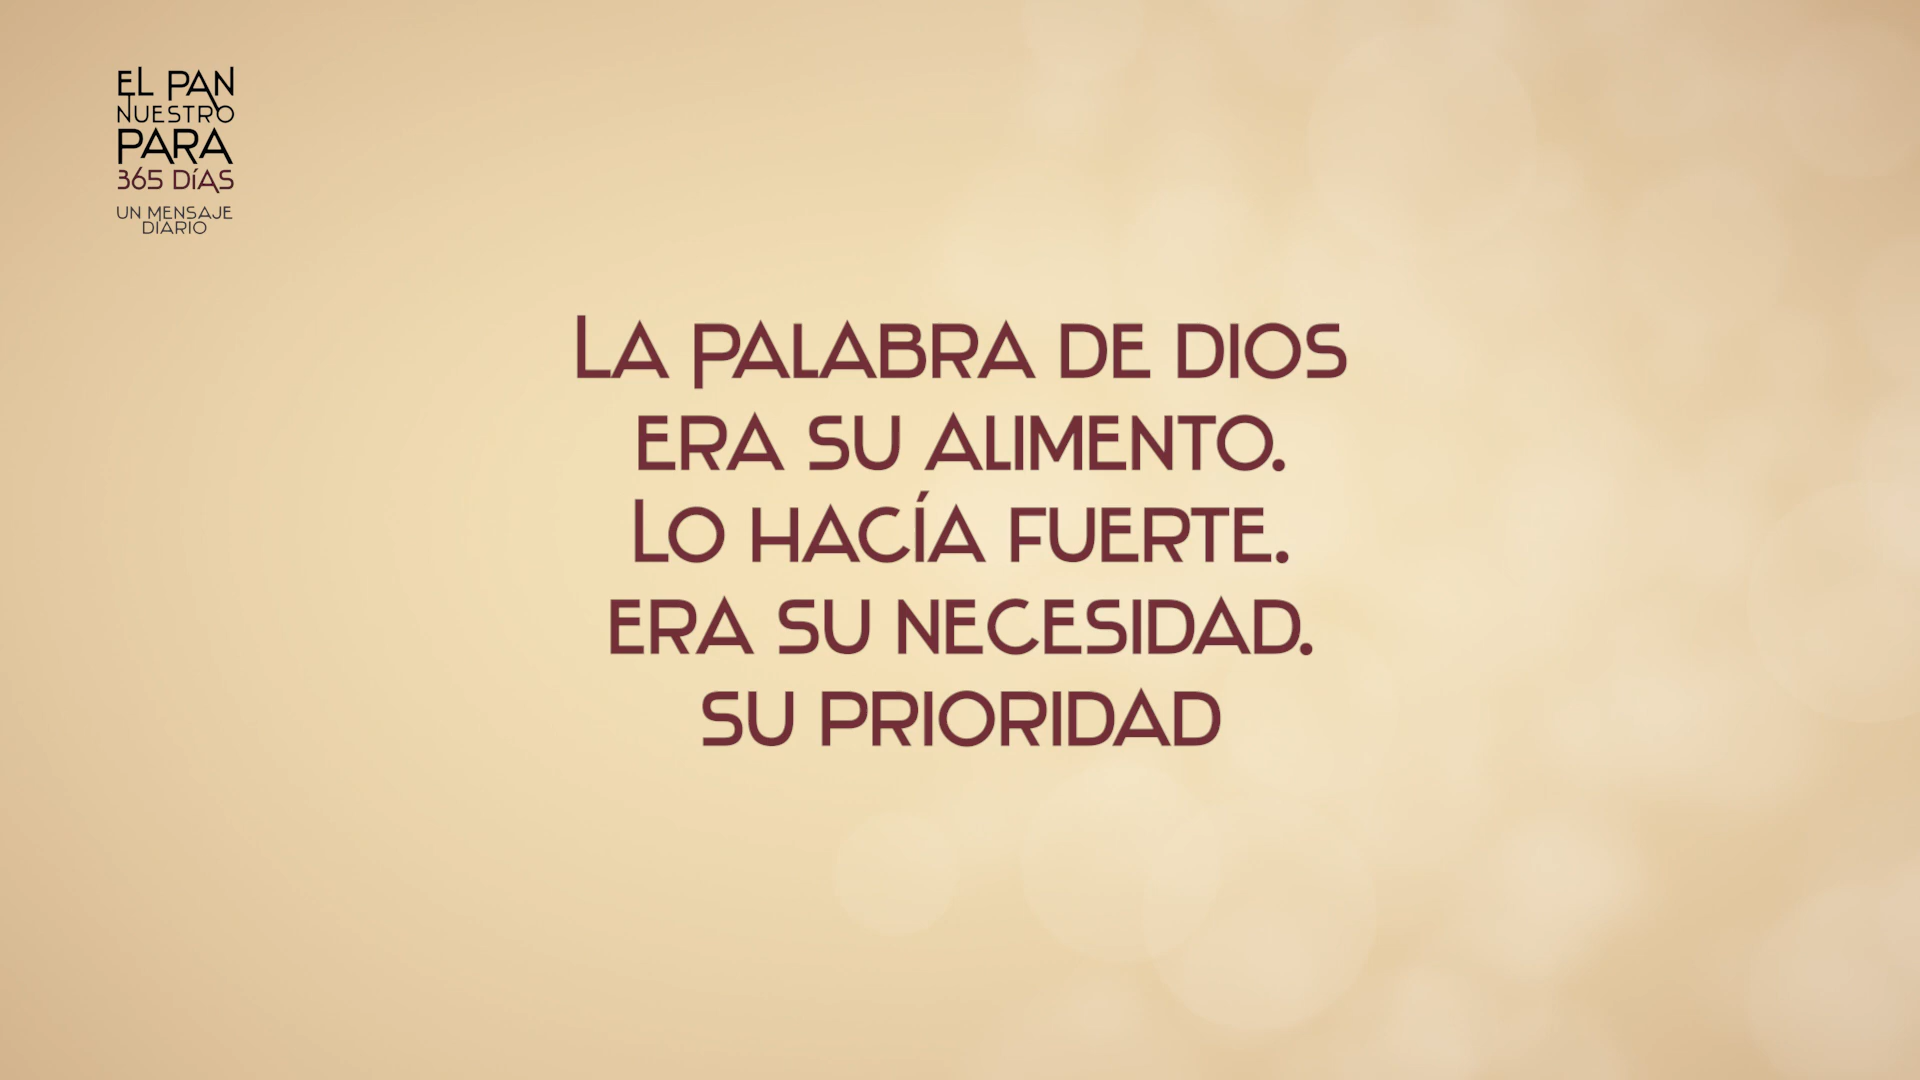 EL PAN
NUESTRO
PARA
365 DÍAS
UN MENSAJE
DIARIO
LA PALABRA DE DIOS
ERA SU ALIMENTO.
LO HACÍA FUERTE.
ERA SU NECESIDAD.
SU PRIORIDAD